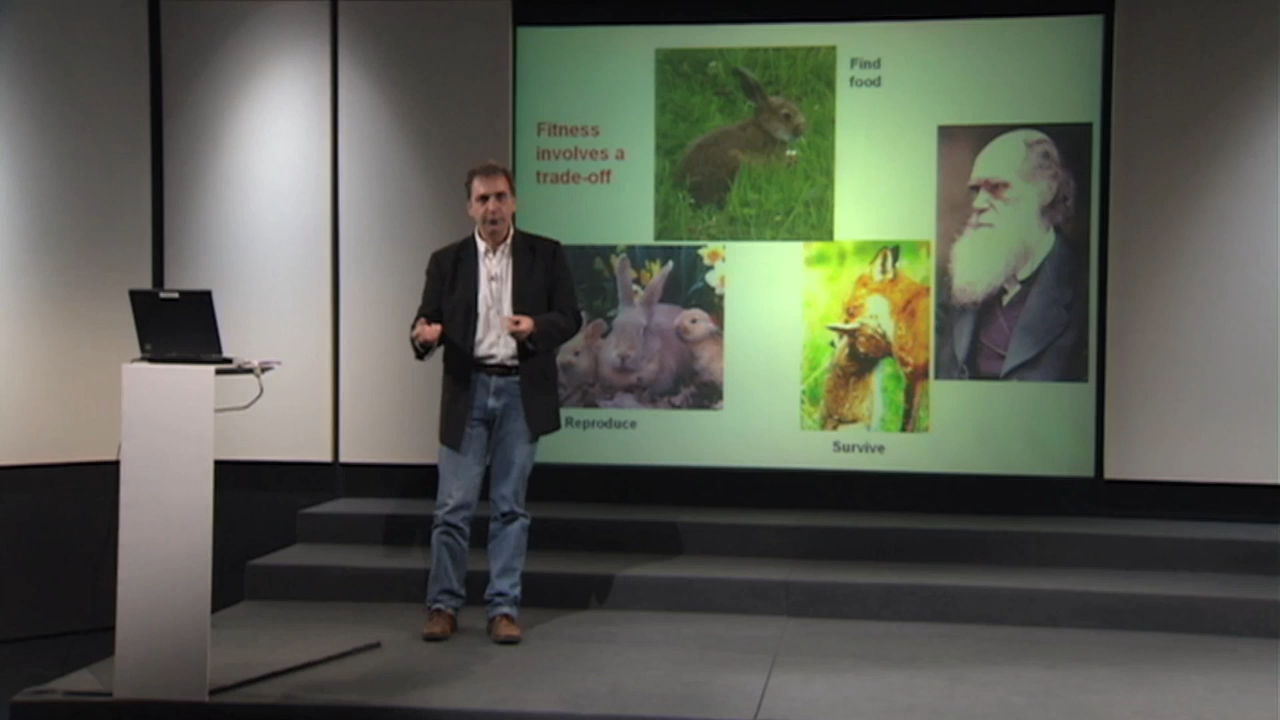 Find
food
Fitness
involves a
trade-off
Reproduce
Survive